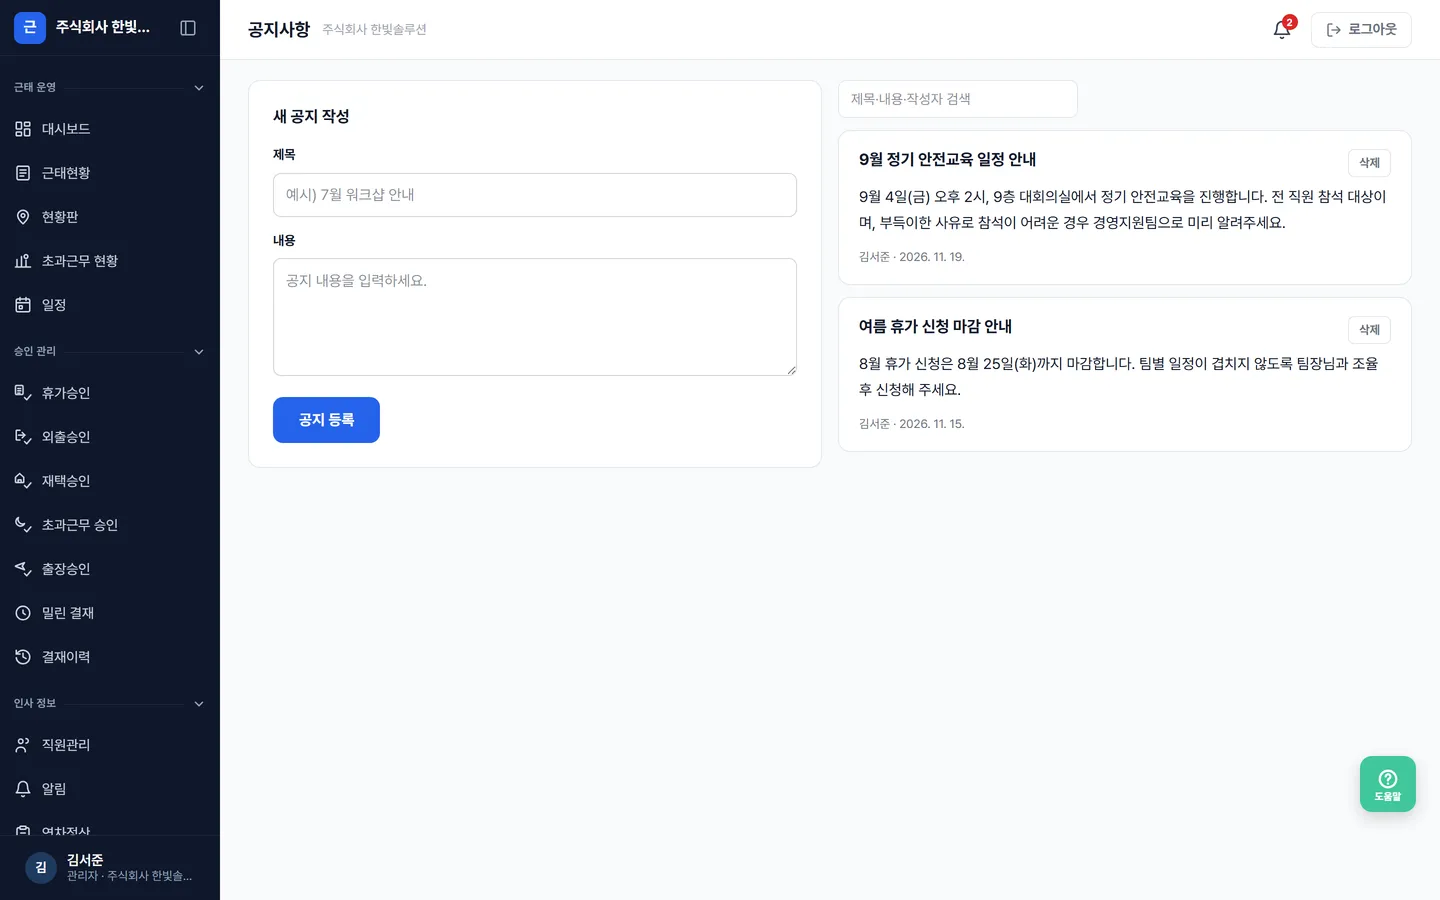 근 주식회사 한빛...
근태 운영
대시보드
근태현황
현황판
초과근무 현황
일정
승인 관리
휴가승인
외출승인
재택승인
초과근무 승인
출장승인
밀린 결재
결재이력
인사 정보
직원관리
알림
연차정산
김 김서준
관리자 · 주식회사 한빛솔...
공지사항 주식회사 한빛솔루션
2
로그아웃
새 공지 작성
제목
예시) 7월 워크샵 안내
내용
공지 내용을 입력하세요.
공지 등록
제목·내용·작성자 검색
9월 정기 안전교육 일정 안내
삭제
9월 4일(금) 오후 2시, 9층 대회의실에서 정기 안전교육을 진행합니다. 전 직원 참석 대상이
며, 부득이한 사유로 참석이 어려운 경우 경영지원팀으로 미리 알려주세요.
김서준 · 2026. 11. 19.
여름 휴가 신청 마감 안내
삭제
8월 휴가 신청은 8월 25일(화)까지 마감합니다. 팀별 일정이 겹치지 않도록 팀장님과 조율
후 신청해 주세요.
김서준 · 2026. 11. 15.
도움말